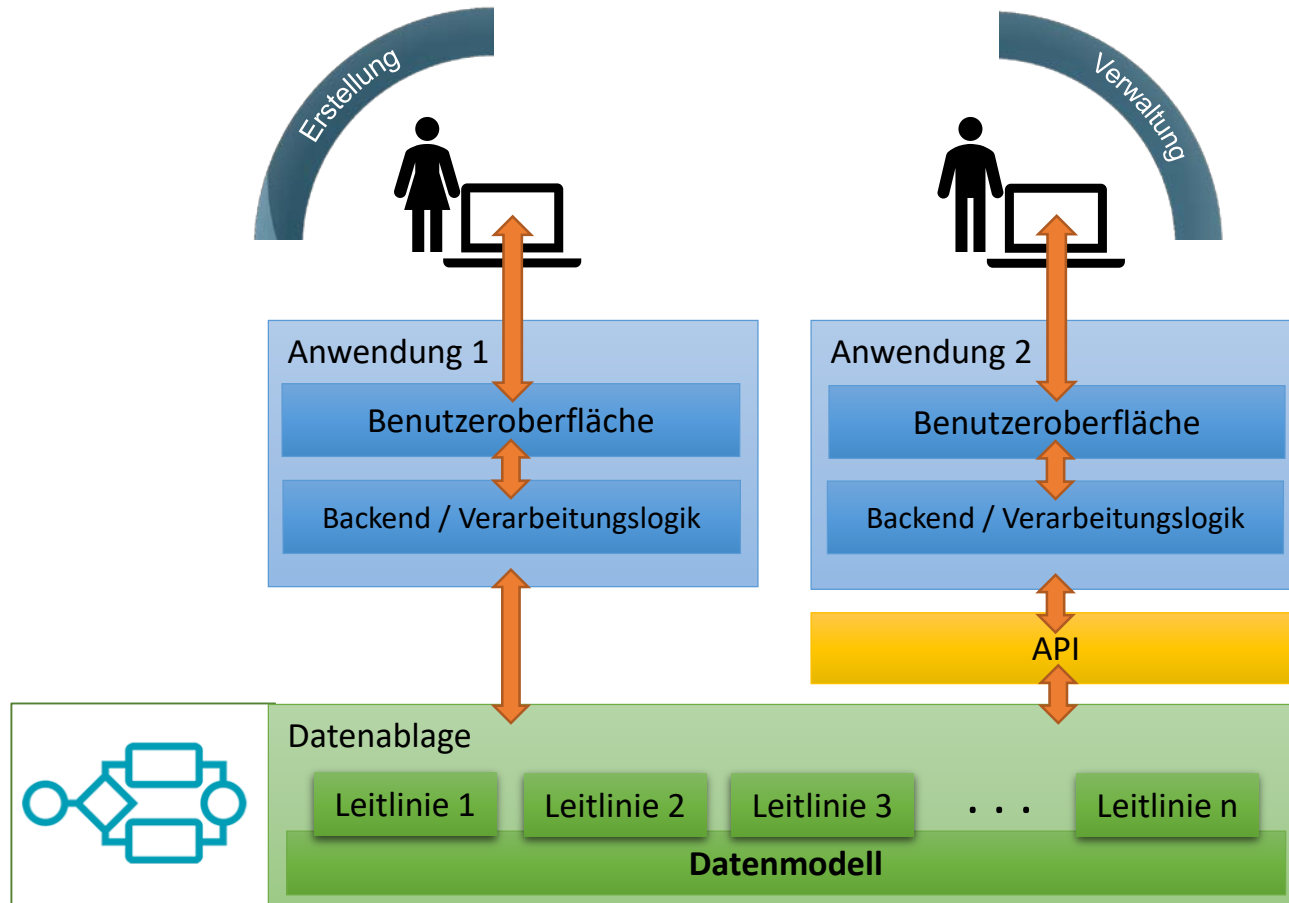 Erstellung
Verwaltung
Anwendung 1
Benutzeroberfläche
Backend / Verarbeitungslogik
Anwendung 2
Benutzeroberfläche
Backend / Verarbeitungslogik
API
Datenablage
Leitlinie 1
Leitlinie 2
Leitlinie 3
. . .
Leitlinie n
Datenmodell